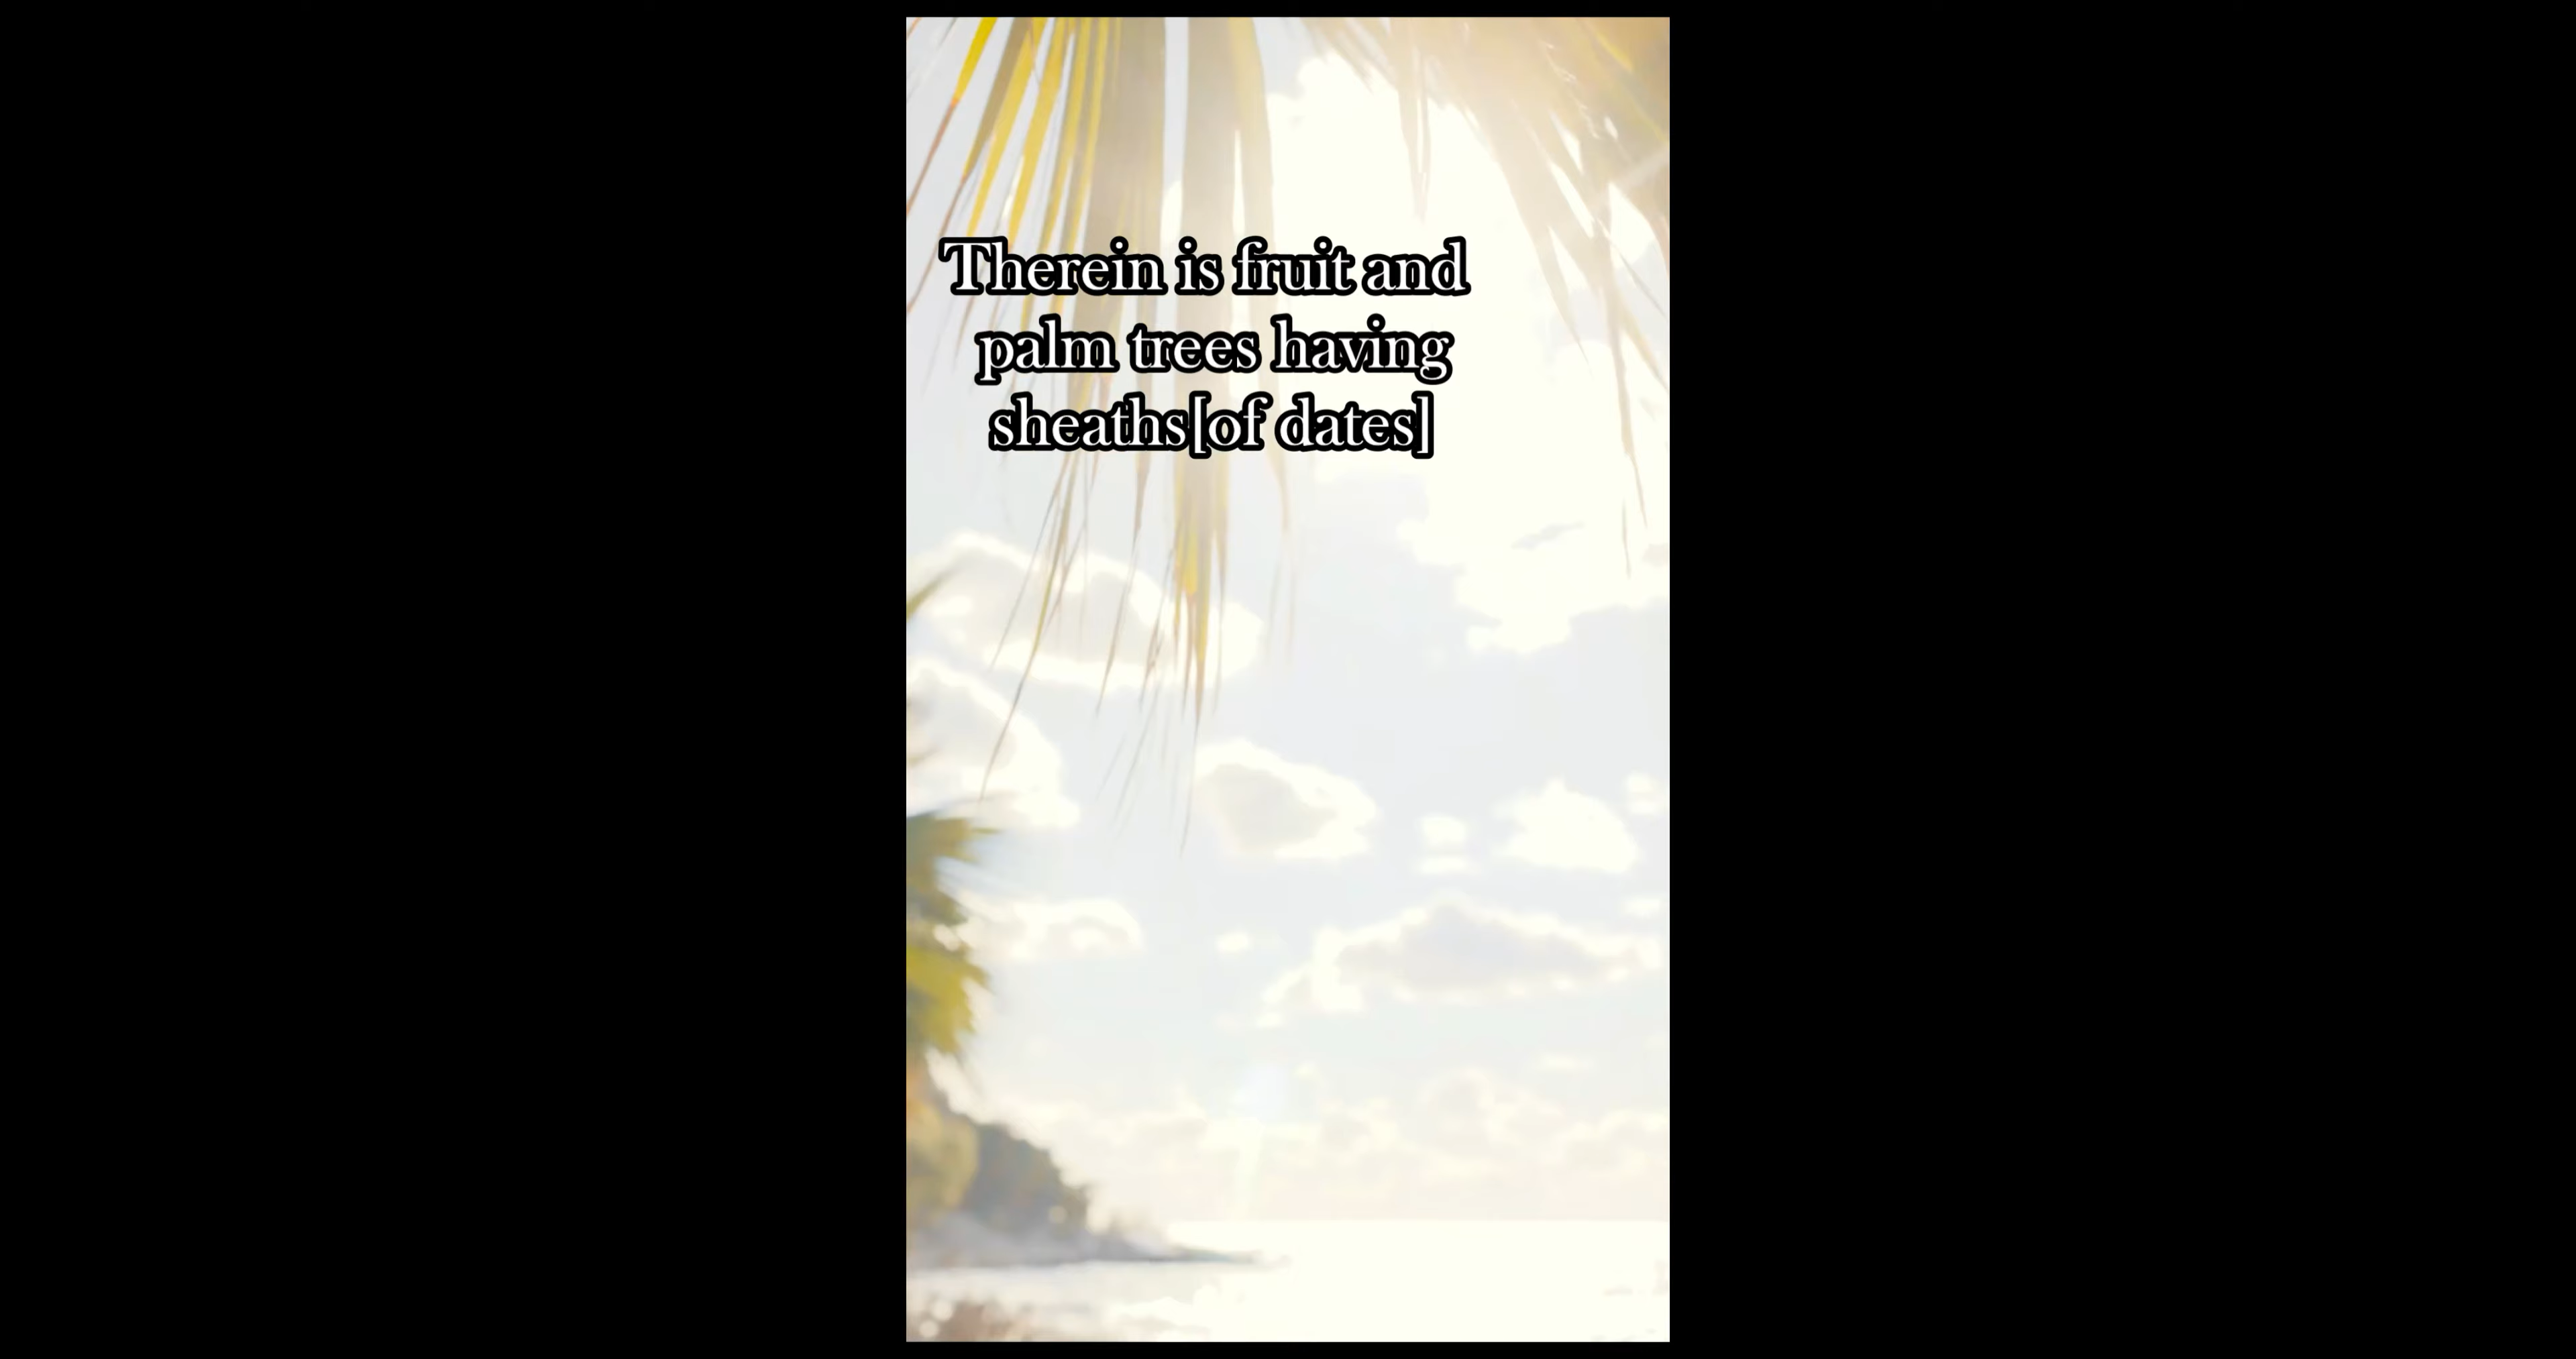 Therein is fruit and
palm trees having
sheaths[of dates]